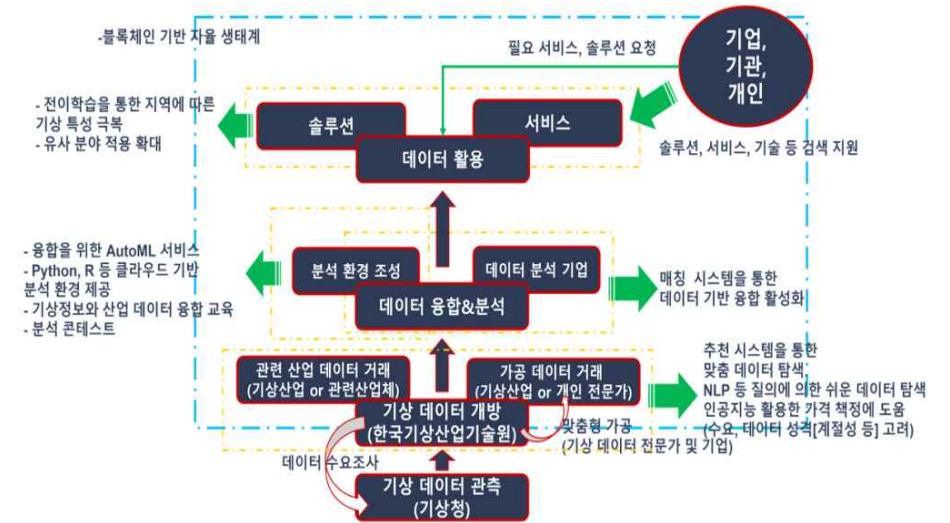 -블록체인 기반 자율 생태계
필요 서비스, 솔루션 요청
기업,
기관,
개인
- 전이학습을 통한 지역에 따른
기상 특성 극복
- 유사 분야 적용 확대
솔루션
서비스
데이터 활용
솔루션, 서비스, 기술 등 검색 지원
- 융합을 위한 AutoML 서비스
- Python, R 등 클라우드 기반
분석 환경 제공
- 기상정보와 산업 데이터 융합 교육
- 분석 콘테스트
분석 환경 조성
데이터 분석 기업
데이터 융합&분석
매칭 시스템을 통한
데이터 기반 융합 활성화
관련 산업 데이터 거래
(기상산업 or 관련산업체)
가공 데이터 거래
(기상산업 or 개인 전문가)
기상 데이터 개방
(한국기상산업기술원)
추천 시스템을 통한
맞춤 데이터 탐색
NLP 등 질의에 의한 쉬운 데이터 탐색
인공지능 활용한 가격 책정에 도움
(수요, 데이터 성격[계절성 등] 고려)
맞춤형 가공
(기상 데이터 전문가 및 기업)
데이터 수요조사
기상 데이터 관측
(기상청)